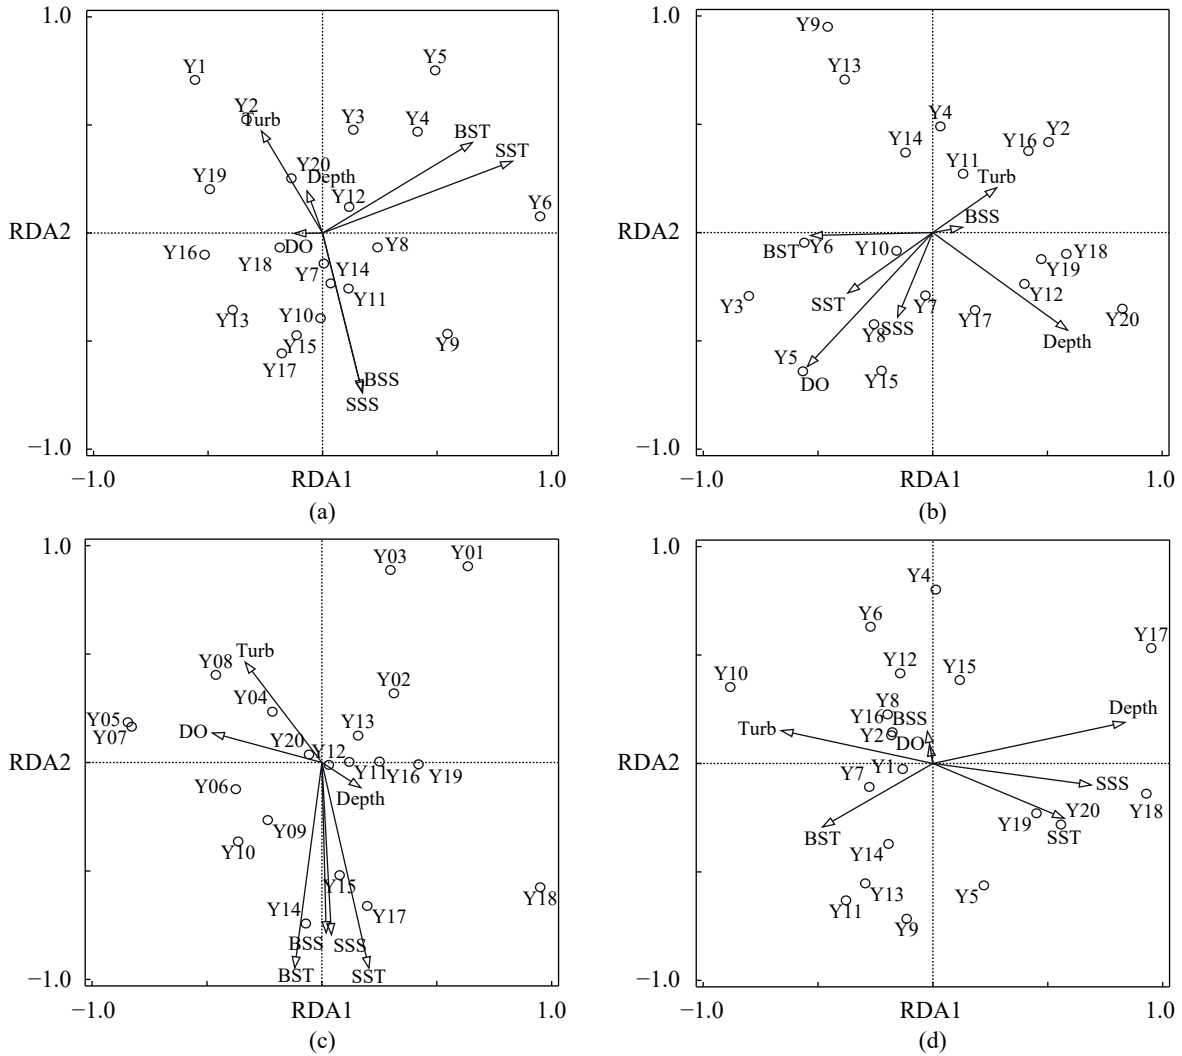 1.0
Y1
Y5
Y2
Turb
Y3
Y4
BST
SST
Y19
Y20
Depth
Y12
Y6
RDA2
Y16
Y18
DO
Y8
Y7
Y14
Y11
Y13
Y10
Y15
Y17
Y9
BSS
SSS
−1.0
−1.0
RDA1
1.0
(a)
1.0
Y9
Y13
Y4
Y14
Y16
Y2
Y11
Turb
BSS
RDA2
BST
Y6
Y10
Y18
Y19
Y3
SST
Y7
Y12
Y17
Y20
Y8
SSS
Depth
Y5
DO
Y15
−1.0
−1.0
RDA1
1.0
(b)
1.0
Y03
Y01
Turb
Y08
Y04
Y02
Y05
Y07
DO
Y13
Y20
Y12
RDA2
Y11
Y16
Y19
Y06
Depth
Y09
Y10
Y15
Y18
Y14
Y17
BSS
SSS
BST
SST
−1.0
−1.0
RDA1
1.0
(c)
1.0
Y4
Y6
Y17
Y12
Y15
Y10
Y8
Depth
Turb
Y16
BSS
Y2
DO
RDA2
Y1
Y7
SSS
Y18
Y20
Y19
BST
SST
Y14
Y13
Y5
Y11
Y9
−1.0
−1.0
RDA1
1.0
(d)